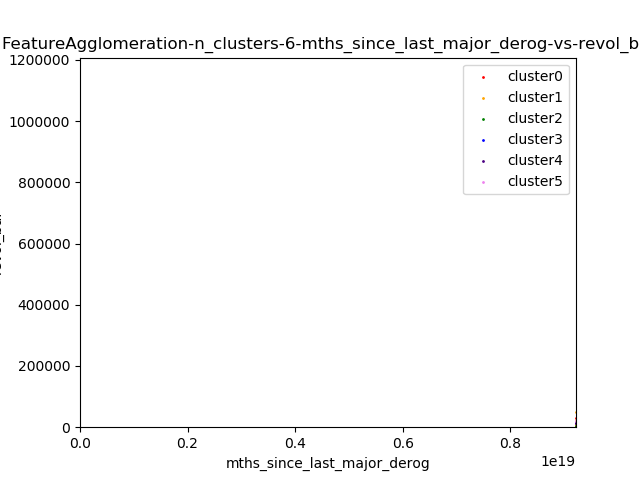 FeatureAgglomeration-n_clusters-6-mths_since_last_major_derog-vs-revol_b
1200000
1000000
800000
600000
400000
200000
0
cluster0
cluster1
cluster2
cluster3
cluster4
cluster5
0.0
0.2
0.4
0.6
0.8
1e19
mths_since_last_major_derog